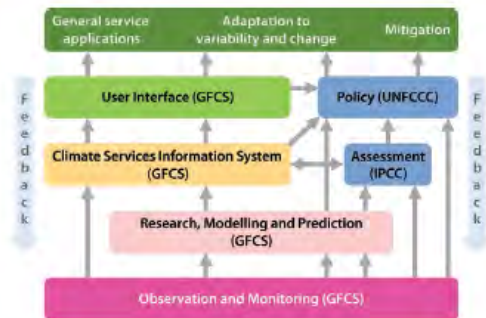 General service
applications
Adaptation to
variability and change
Mitigation
Feedback
User Interface (GFCS)
Policy (UNFCCC)
Climate Services Information System
(GFCS)
Assessment
(IPCC)
Research, Modelling and Prediction
(GFCS)
Observation and Monitoring (GFCS)
Feedback